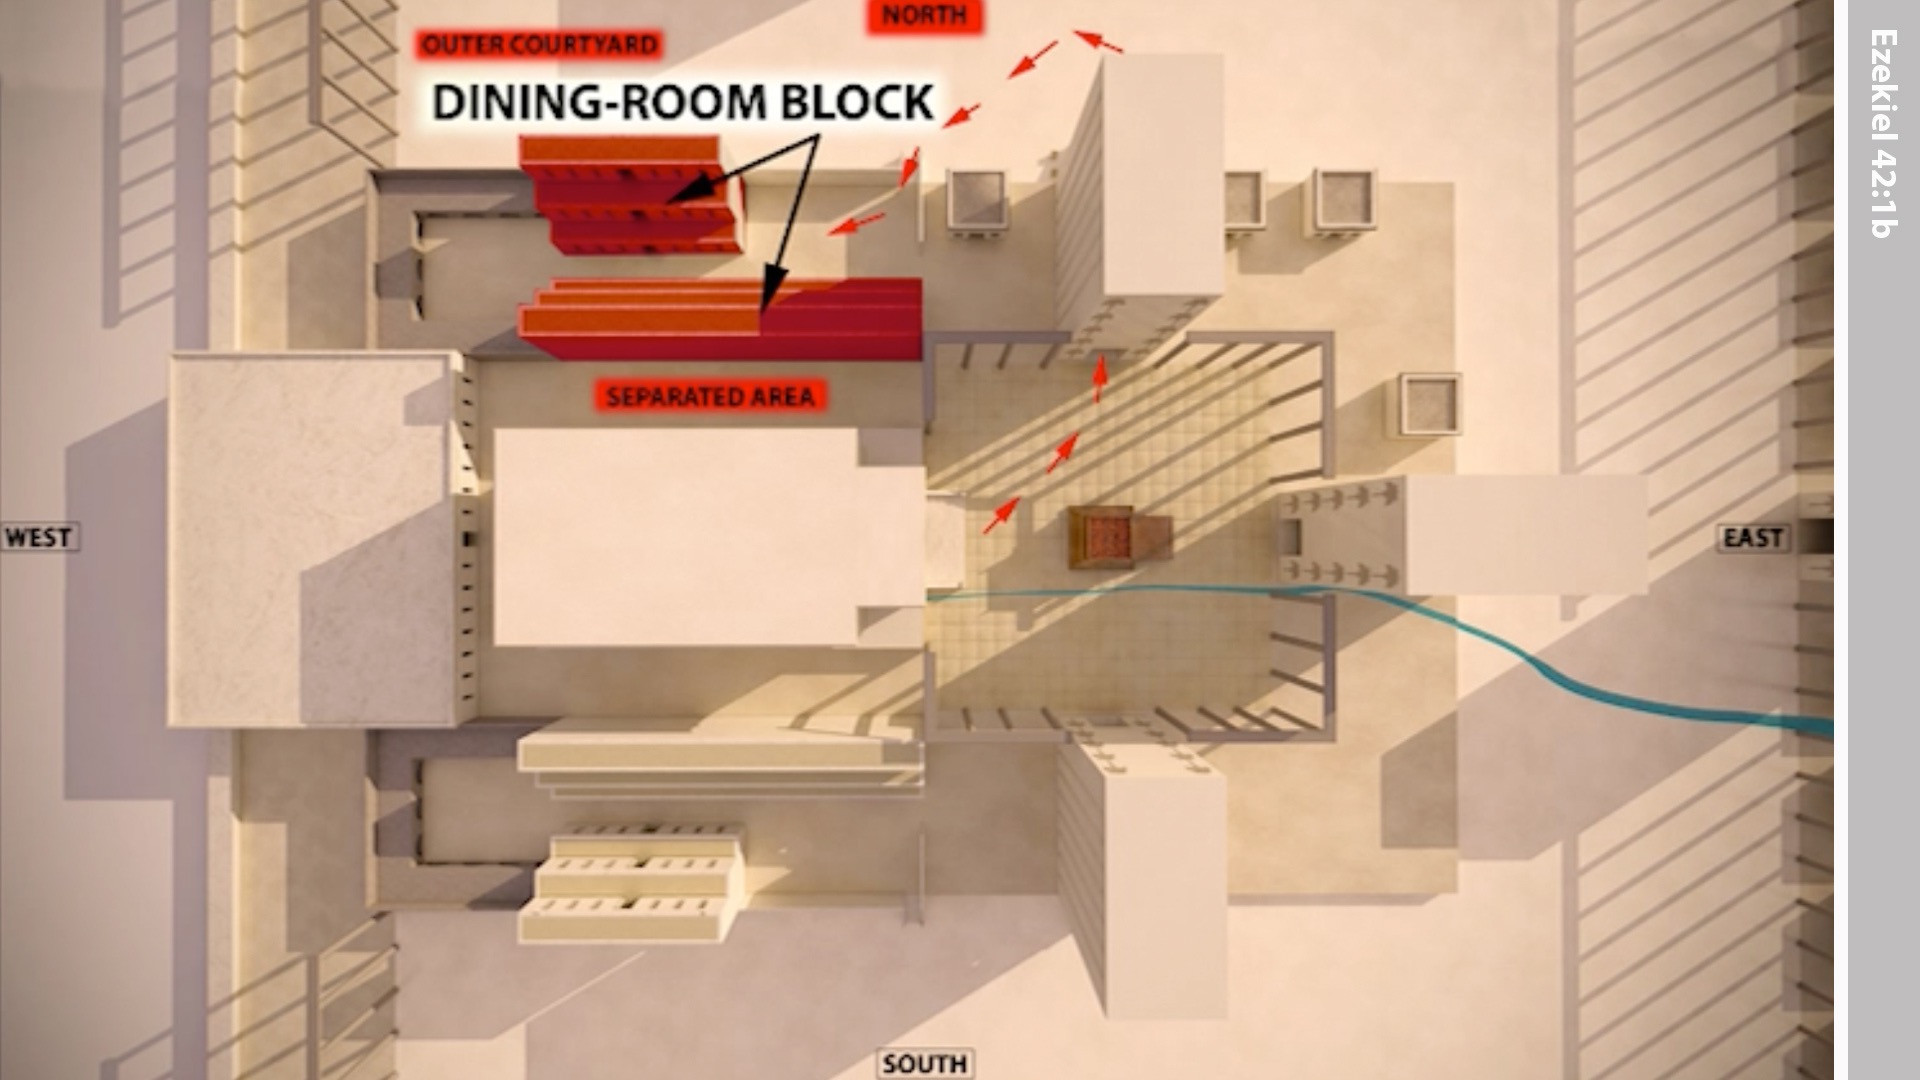 NORTH
OUTER COURTYARD
DINING-ROOM BLOCK
SEPARATED AREA
WEST
EAST
SOUTH
Ezekiel 42:1b